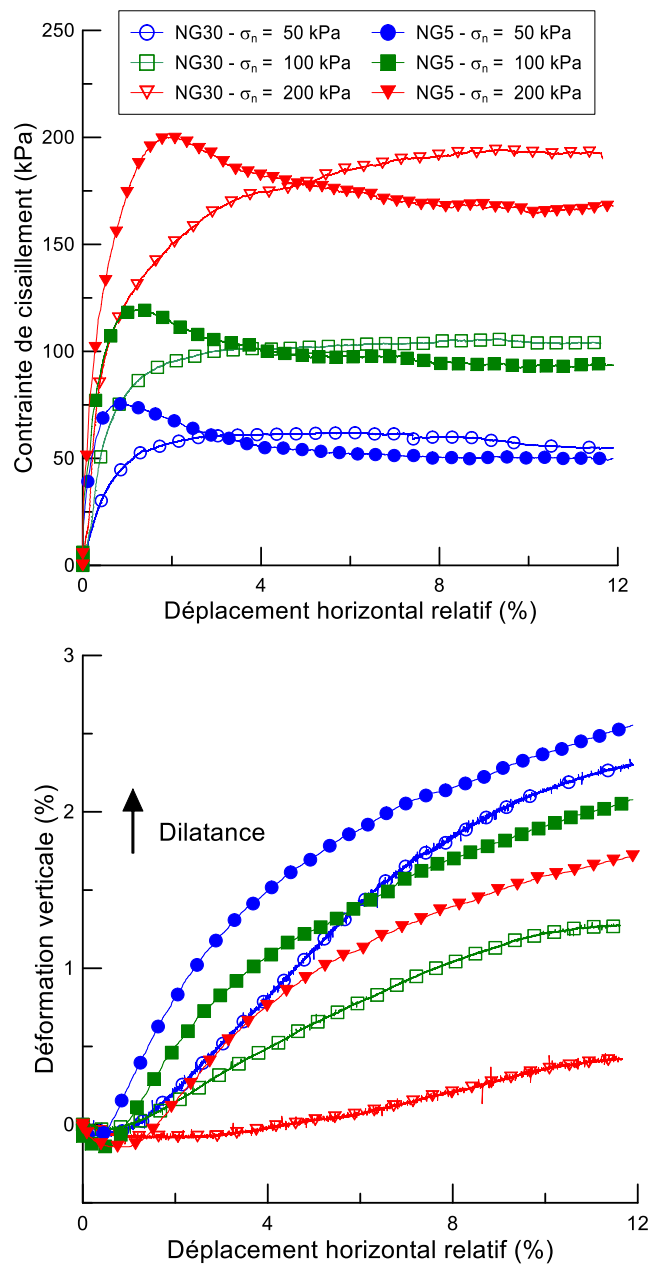 250
NG30 - σn = 50 kPa NG5 - σn = 50 kPa
NG30 - σn = 100 kPa NG5 - σn = 100 kPa
NG30 - σn = 200 kPa NG5 - σn = 200 kPa
200
150
100
50
0
Contrainte de cisaillement (kPa)
0 4 8 12
Déplacement horizontal relatif (%)
3
2
1
0
Déformation verticale (%)
Dilatance
0 4 8 12
Déplacement horizontal relatif (%)